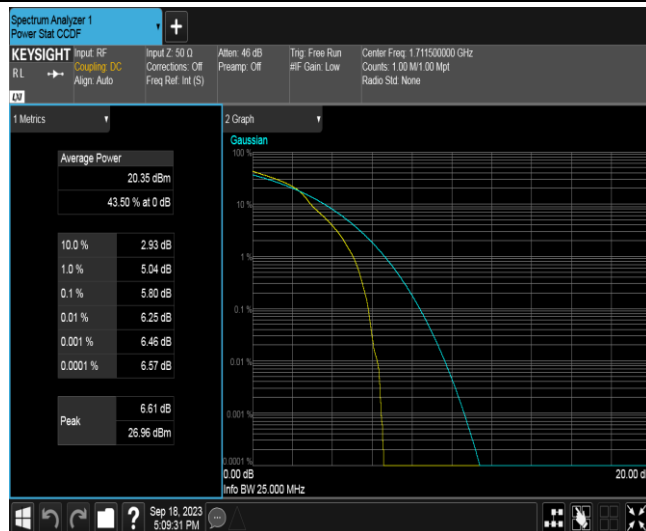 Spectrum Analyzer 1
Power Stat CCDF
+
KEYSIGHT
RL
Input: RF
Coupling: DC
Align: Auto
Input Z: 50 Ω
Corrections: Off
Freq Ref: Int (S)
Atten: 46 dB
Preamp: Off
Trig: Free Run
#IF Gain: Low
Center Freq: 1.711500000 GHz
Counts: 1.00 M/1.00 Mpt
Radio Std: None
1 Metrics
Average Power
20.35 dBm
43.50 % at 0 dB
10.0 % 2.93 dB
1.0 % 5.04 dB
0.1 % 5.80 dB
0.01 % 6.25 dB
0.001 % 6.46 dB
0.0001 % 6.57 dB
Peak
6.61 dB
26.96 dBm
2 Graph
Gaussian
100 %
10 %
1 %
0.1 %
0.01 %
0.001 %
0.0001 %
0.00 dB
20.00 d
Info BW 25.000 MHz
?
Sep 18, 2023
5:09:31 PM